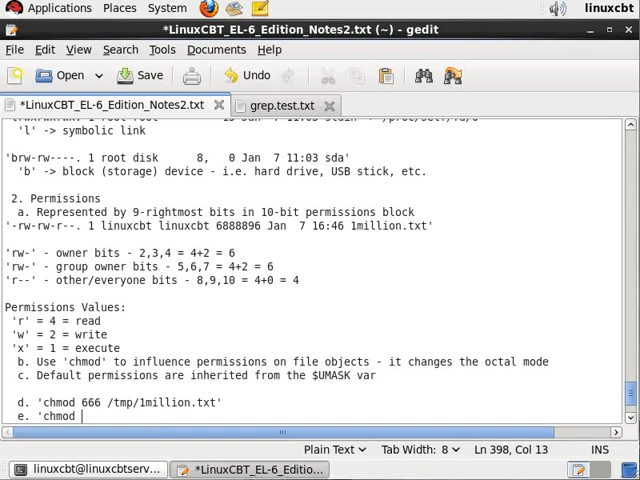 Applications Places System linuxcbt
*LinuxCBT_EL-6_Edition_Notes2.txt (~) - gedit
File Edit View Search Tools Documents Help
Open Save Undo
*LinuxCBT_EL-6_Edition_Notes2.txt grep.test.txt
'l' -> symbolic link
'brw-rw----. 1 root disk 8, 0 Jan 7 11:03 sda'
'b' -> block (storage) device - i.e. hard drive, USB stick, etc.
2. Permissions
a. Represented by 9-rightmost bits in 10-bit permissions block
'-rw-rw-r--. 1 linuxcbt linuxcbt 6888896 Jan 7 16:46 1million.txt'
'rw-' - owner bits - 2,3,4 = 4+2 = 6
'rw-' - group owner bits - 5,6,7 = 4+2 = 6
'r--' - other/everyone bits - 8,9,10 = 4+0 = 4
Permissions Values:
'r' = 4 = read
'w' = 2 = write
'x' = 1 = execute
b. Use 'chmod' to influence permissions on file objects - it changes the octal mode
c. Default permissions are inherited from the $UMASK var
d. 'chmod 666 /tmp/1million.txt'
e. 'chmod
Plain Text Tab Width: 8 Ln 398, Col 13 INS
linuxcbt@linuxcbtserv... *LinuxCBT_EL-6_Editio...